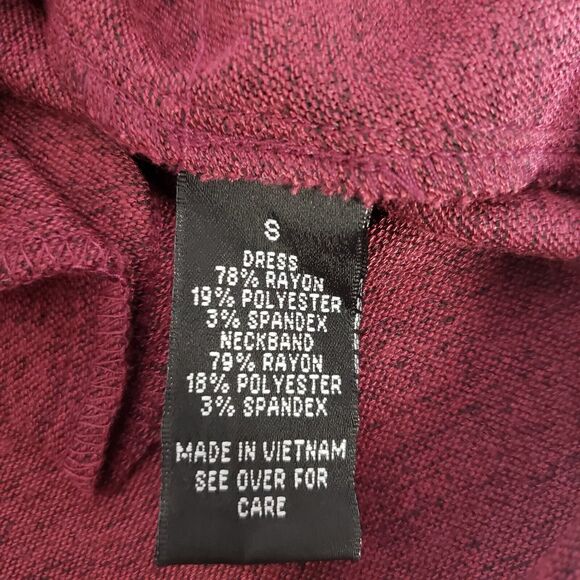 S
DRESS
78% RAYON
19% POLYESTER
3% SPANDEX
NECKBAND
79% RAYON
18% POLYESTER
3% SPANDEX
MADE IN VIETNAM
SEE OVER FOR
CARE